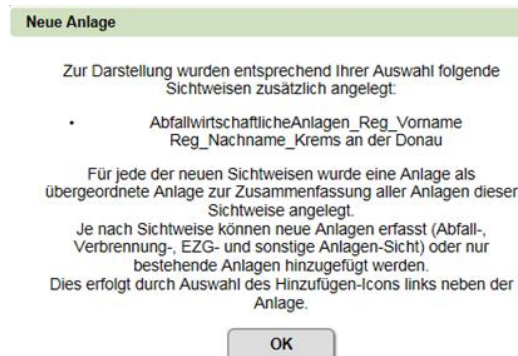 Neue Anlage
Zur Darstellung wurden entsprechend Ihrer Auswahl folgende
Sichtweisen zusätzlich angelegt:
• AbfallwirtschaftlicheAnlagen_Reg_Vorname
Reg_Nachname_Krems an der Donau
Für jede der neuen Sichtweisen wurde eine Anlage als
übergeordnete Anlage zur Zusammenfassung aller Anlagen dieser
Sichtweise angelegt.
Je nach Sichtweise können neue Anlagen erfasst (Abfall-,
Verbrennung-, EZG- und sonstige Anlagen-Sicht) oder nur
bestehende Anlagen hinzugefügt werden.
Dies erfolgt durch Auswahl des Hinzufügen-Icons links neben der
Anlage.
OK